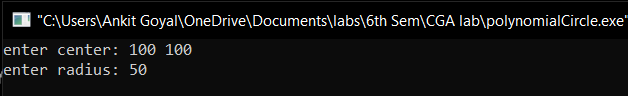 "C:\Users\Ankit Goyal\OneDrive\Documents\labs\6th Sem\CGA lab\polynomialCircle.exe"
enter center: 100 100
enter radius: 50